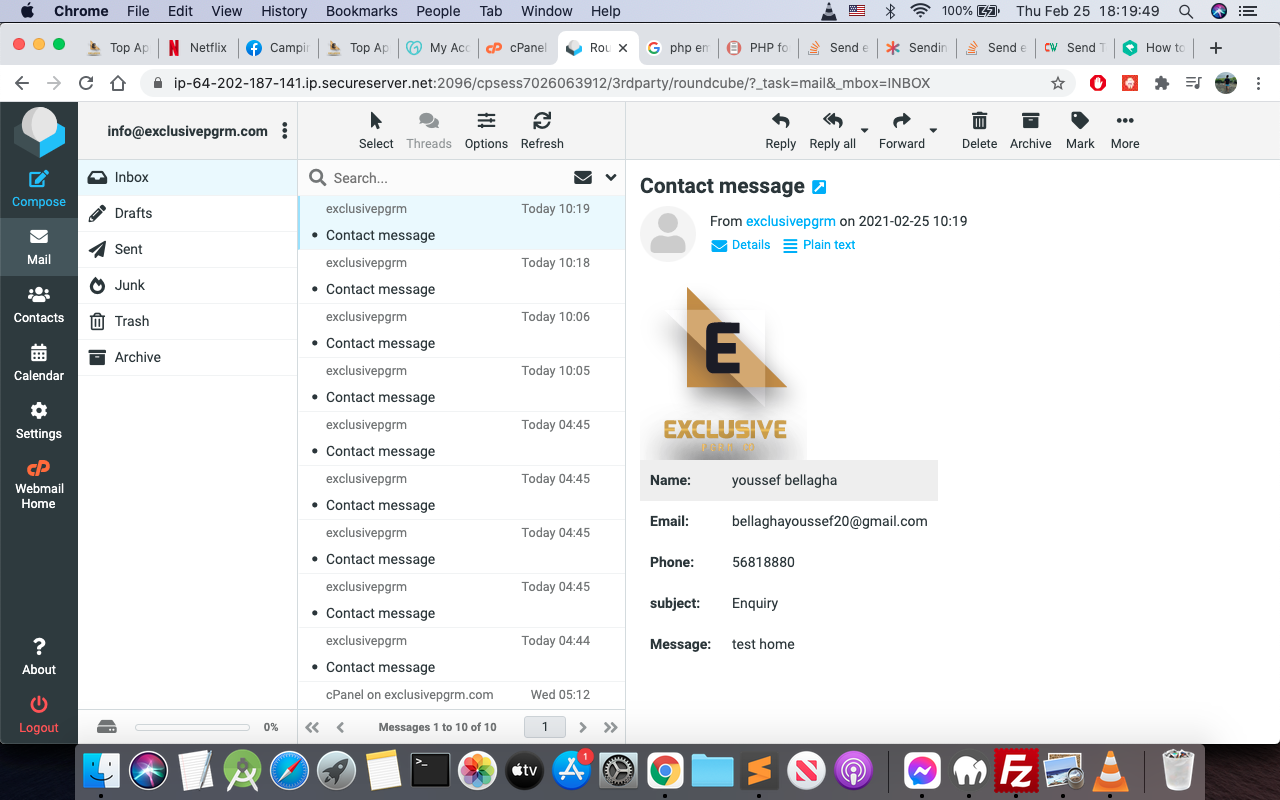 Chrome File Edit View History Bookmarks People Tab Window Help 100% Thu Feb 25 18:19:49
Top Ap Netflix Campin Top Ap My Acc cPanel Rou php em PHP fo Send e Sendin Send e Send T How to
ip-64-202-187-141.ip.secureserver.net:2096/cpsess7026063912/3rdparty/roundcube/?_task=mail&_mbox=INBOX
Compose
Mail
Contacts
Calendar
Settings
Webmail
Home
About
Logout
info@exclusivepgrm.com
Inbox
Drafts
Sent
Junk
Trash
Archive
0%
Select Threads Options Refresh
Search...
exclusivepgrm Today 10:19
Contact message
exclusivepgrm Today 10:18
Contact message
exclusivepgrm Today 10:06
Contact message
exclusivepgrm Today 10:05
Contact message
exclusivepgrm Today 04:45
Contact message
exclusivepgrm Today 04:45
Contact message
exclusivepgrm Today 04:45
Contact message
exclusivepgrm Today 04:45
Contact message
exclusivepgrm Today 04:44
Contact message
cPanel on exclusivepgrm.com Wed 05:12
Messages 1 to 10 of 10 1
Reply Reply all Forward Delete Archive Mark More
Contact message
From exclusivepgrm on 2021-02-25 10:19
Details Plain text
E
EXCLUSIVE
Name: youssef bellagha
Email: bellaghayoussef20@gmail.com
Phone: 56818880
subject: Enquiry
Message: test home
tv
1
Fz